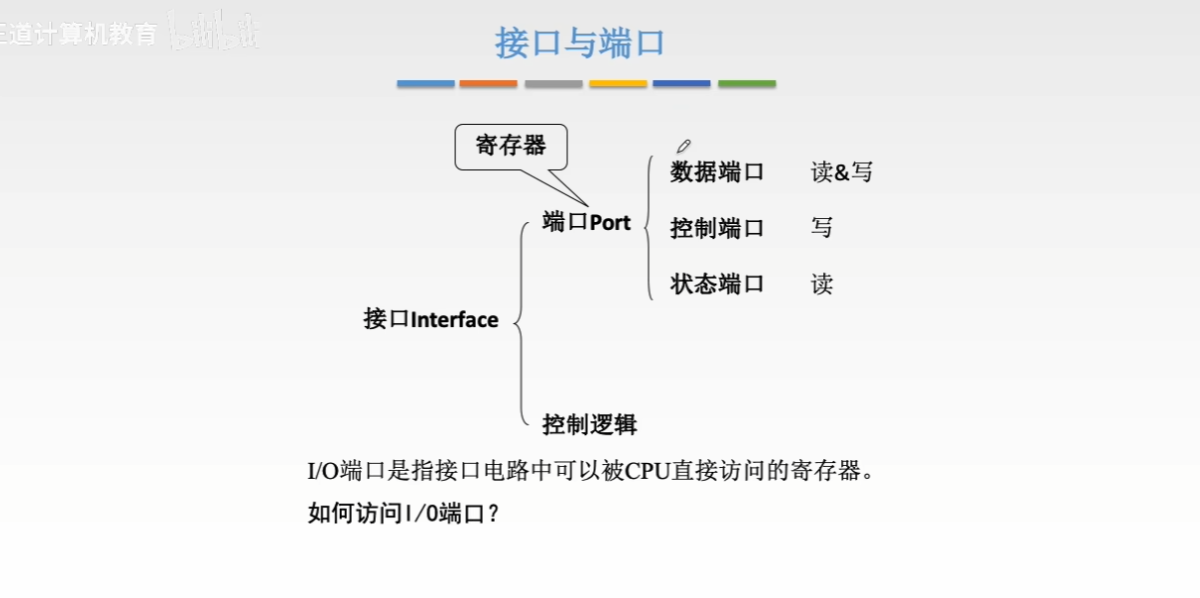 王道计算机教育 bilibili
接口与端口
寄存器
数据端口 读&写
端口Port
控制端口 写
状态端口 读
接口Interface
控制逻辑
I/O端口是指接口电路中可以被CPU直接访问的寄存器。
如何访问I/O端口?